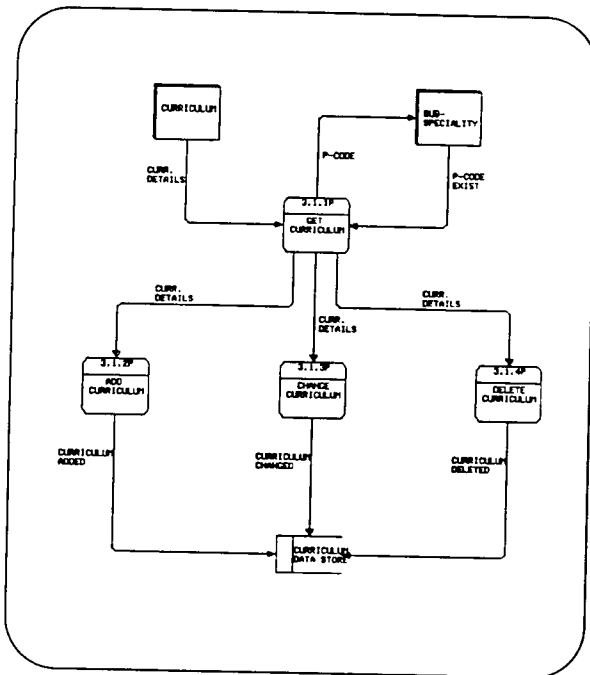 CURRICULUM
SUB-
SPECIALITY
P-CODE
CURR.
DETAILS
P-CODE
EXIST
3.1.1P
GET
CURRICULUM
CURR.
DETAILS
CURR.
DETAILS
CURR.
DETAILS
3.1.2P
ADD
CURRICULUM
3.1.3P
CHANGE
CURRICULUM
3.1.4P
DELETE
CURRICULUM
CURRICULUM
ADDED
CURRICULUM
CHANGED
CURRICULUM
DELETED
CURRICULUM
DATA STORE